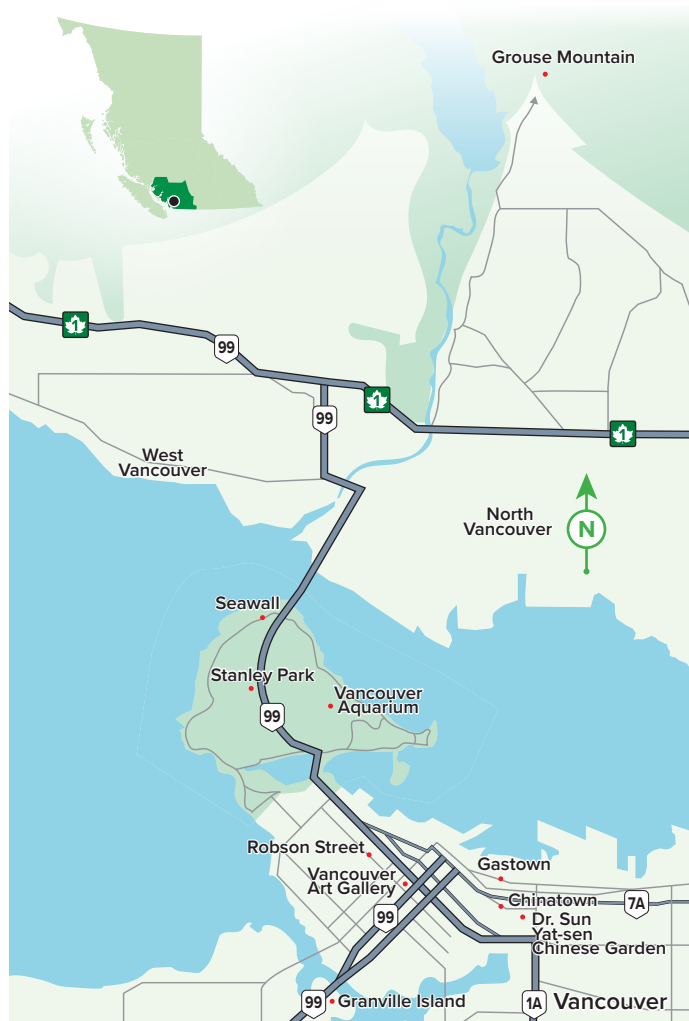 Grouse Mountain
1
99
1
99
1
West
Vancouver
North
Vancouver
N
Seawall
Stanley Park
Vancouver
Aquarium
99
Robson Street
Gastown
Vancouver
Art Gallery
Chinatown
7A
99
Dr. Sun
Yat-sen
Chinese Garden
99
Granville Island
1A
Vancouver